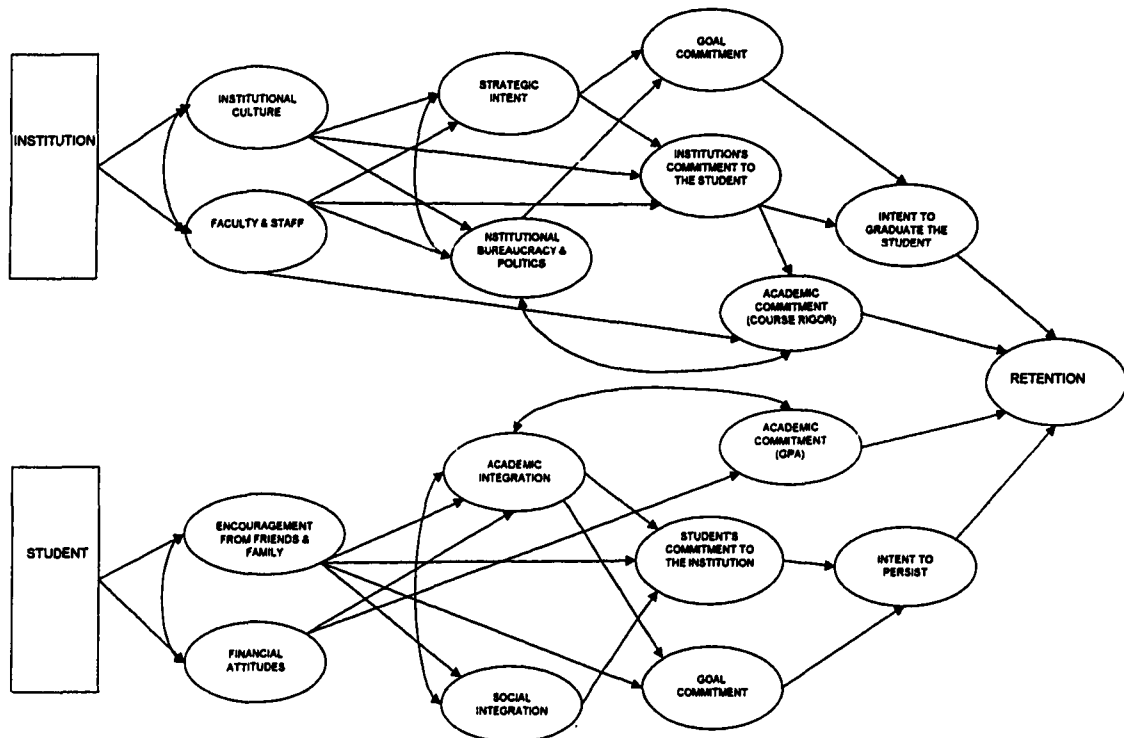 GOAL
COMMITMENT
STRATEGIC
INTENT
INSTITUTIONAL
CULTURE
INSTITUTION
INSTITUTION'S
COMMITMENT TO
THE STUDENT
FACULTY & STAFF
NSTITUTIONAL
BUREAUCRACY &
POLITICS
INTENT TO
GRADUATE THE
STUDENT
ACADEMIC
COMMITMENT
(COURSE RIGOR)
RETENTION
ACADEMIC
COMMITMENT
(GPA)
ACADEMIC
INTEGRATION
ENCOURAGEMENT
FROM FRIENDS &
FAMILY
STUDENT
STUDENT'S
COMMITMENT TO
THE INSTITUTION
INTENT TO
PERSIST
FINANCIAL
ATTITUDES
SOCIAL
INTEGRATION
GOAL
COMMITMENT